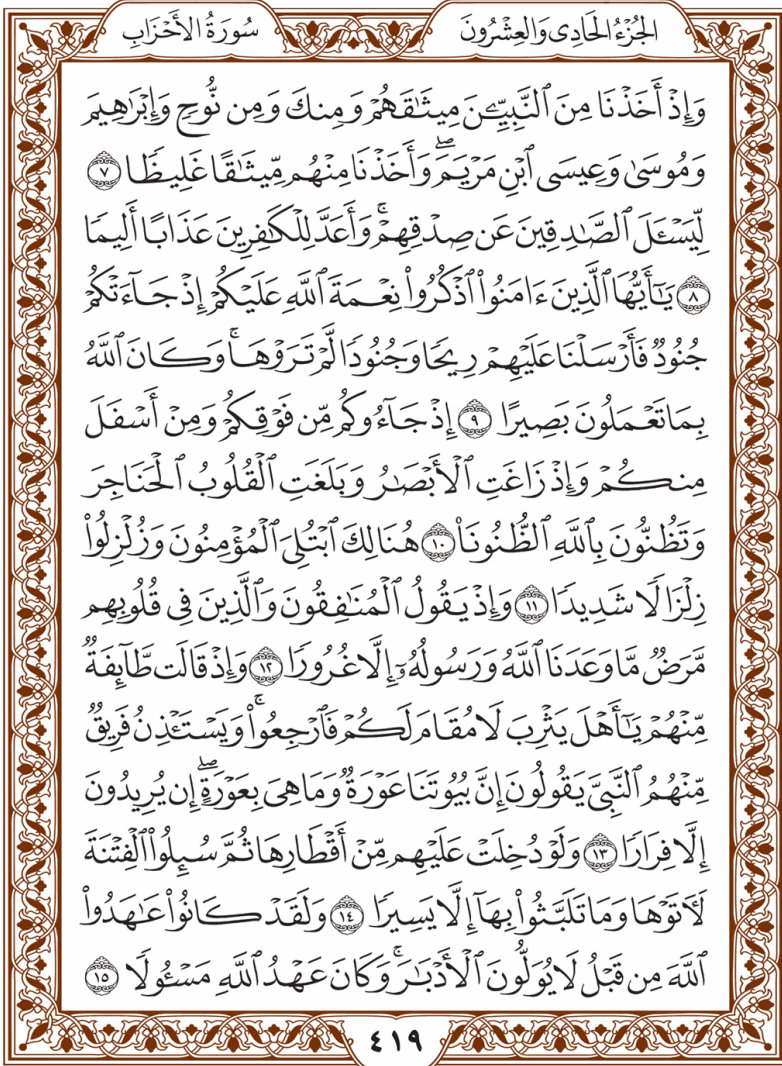 الجُزْءُ الحَادِي وَالعِشْرُونَ
سُورَةُ الأَحْزَابِ
وَإِذْ أَخَذْنَا مِنَ ٱلنَّبِيِّـۧنَ مِيثَٰقَهُمْ وَمِنكَ وَمِن نُّوحٍ وَإِبْرَٰهِيمَ
وَمُوسَىٰ وَعِيسَى ٱبْنِ مَرْيَمَۖ وَأَخَذْنَا مِنْهُم مِّيثَٰقًا غَلِيظًا ٧
لِّيَسْـَٔلَ ٱلصَّٰدِقِينَ عَن صِدْقِهِمْۚ وَأَعَدَّ لِلْكَٰفِرِينَ عَذَابًا أَلِيمًا
٨ يَٰٓأَيُّهَا ٱلَّذِينَ ءَامَنُوا۟ ٱذْكُرُوا۟ نِعْمَةَ ٱللَّهِ عَلَيْكُمْ إِذْ جَآءَتْكُمْ
جُنُودٌ فَأَرْسَلْنَا عَلَيْهِمْ رِيحًا وَجُنُودًا لَّمْ تَرَوْهَاۚ وَكَانَ ٱللَّهُ
بِمَا تَعْمَلُونَ بَصِيرًا ٩ إِذْ جَآءُوكُم مِّن فَوْقِكُمْ وَمِنْ أَسْفَلَ
مِنكُمْ وَإِذْ زَاغَتِ ٱلْأَبْصَٰرُ وَبَلَغَتِ ٱلْقُلُوبُ ٱلْحَنَاجِرَ
وَتَظُنُّونَ بِٱللَّهِ ٱلظُّنُونَا۠ ١٠ هُنَالِكَ ٱبْتُلِيَ ٱلْمُؤْمِنُونَ وَزُلْزِلُوا۟
زِلْزَالًا شَدِيدًا ١١ وَإِذْ يَقُولُ ٱلْمُنَٰفِقُونَ وَٱلَّذِينَ فِى قُلُوبِهِم
مَّرَضٌ مَّا وَعَدَنَا ٱللَّهُ وَرَسُولُهُۥٓ إِلَّا غُرُورًا ١٢ وَإِذْ قَالَت طَّآئِفَةٌ
مِّنْهُمْ يَٰٓأَهْلَ يَثْرِبَ لَا مُقَامَ لَكُمْ فَٱرْجِعُوا۟ۚ وَيَسْتَـْٔذِنُ فَرِيقٌ
مِّنْهُمُ ٱلنَّبِىَّ يَقُولُونَ إِنَّ بُيُوتَنَا عَوْرَةٌ وَمَا هِىَ بِعَوْرَةٍۖ إِن يُرِيدُونَ
إِلَّا فِرَارًا ١٣ وَلَوْ دُخِلَتْ عَلَيْهِم مِّنْ أَقْطَارِهَا ثُمَّ سُئِلُوا۟ ٱلْفِتْنَةَ
لَءَاتَوْهَا وَمَا تَلَبَّثُوا۟ بِهَآ إِلَّا يَسِيرًا ١٤ وَلَقَدْ كَانُوا۟ عَٰهَدُوا۟
ٱللَّهَ مِن قَبْلُ لَا يُوَلُّونَ ٱلْأَدْبَٰرَۚ وَكَانَ عَهْدُ ٱللَّهِ مَسْـُٔولًا ١٥
٤١٩